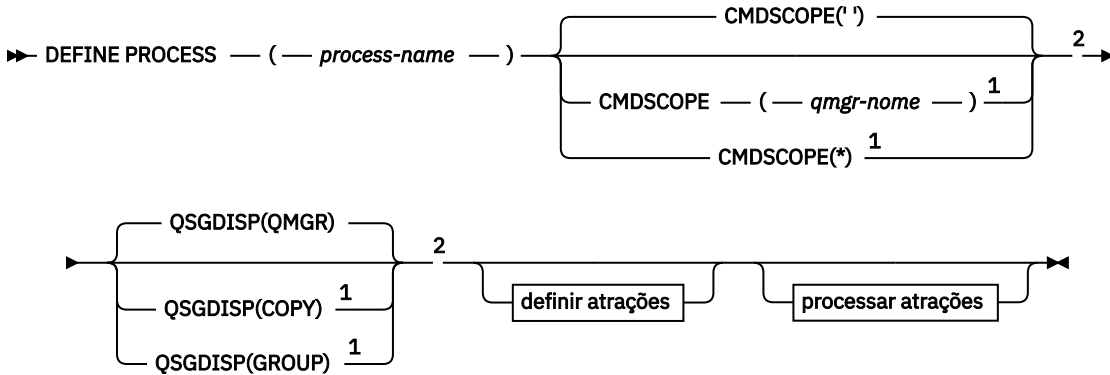 CMDSCOPE(' ')
DEFINE PROCESS ( process-name ) 2
CMDSCOPE ( qmgr-nome ) 1
CMDSCOPE(*) 1
QSGDISP(QMGR) 2
QSGDISP(COPY) 1
definir atrações processar atrações
QSGDISP(GROUP) 1